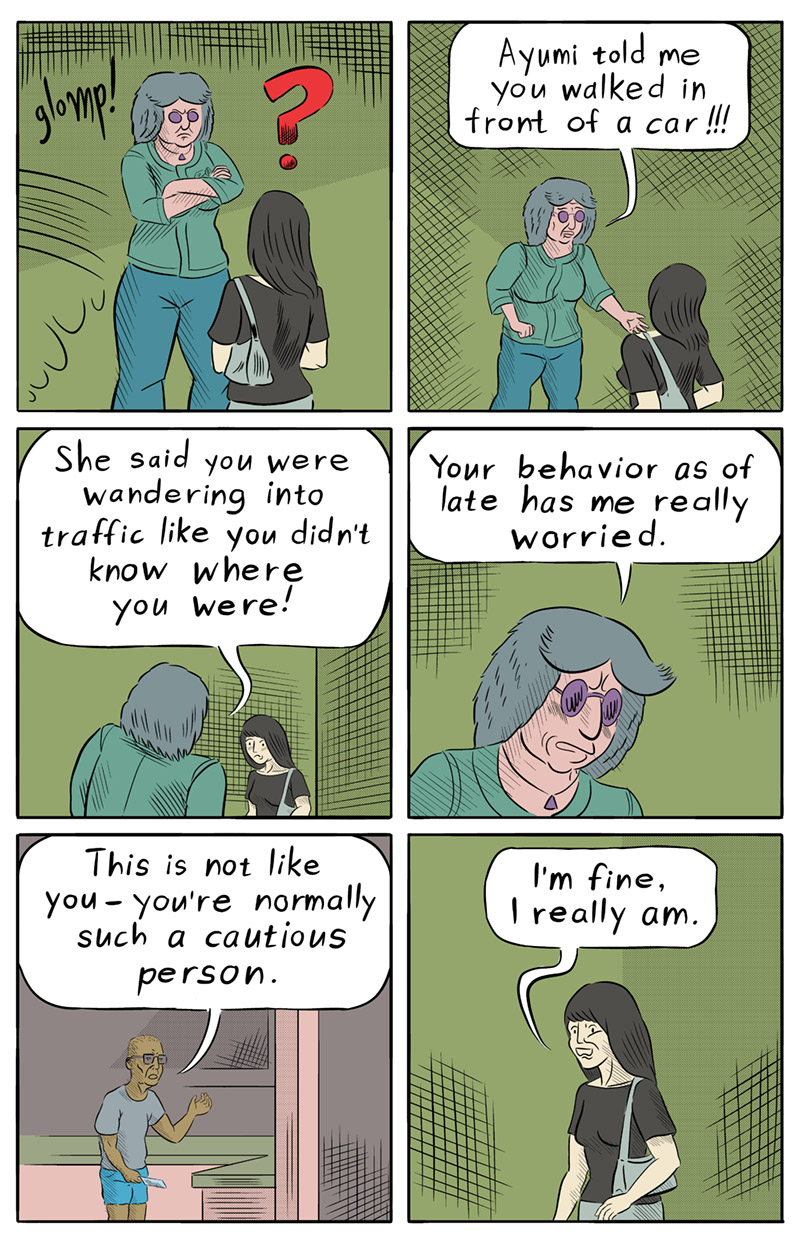 glomp!
?
Ayumi told me
you walked in
front of a car!!!
She said you were
wandering into
traffic like you didn't
know where
you were!
Your behavior as of
late has me really
worried.
This is not like
you - you're normally
such a cautious
person.
I'm fine,
I really am.